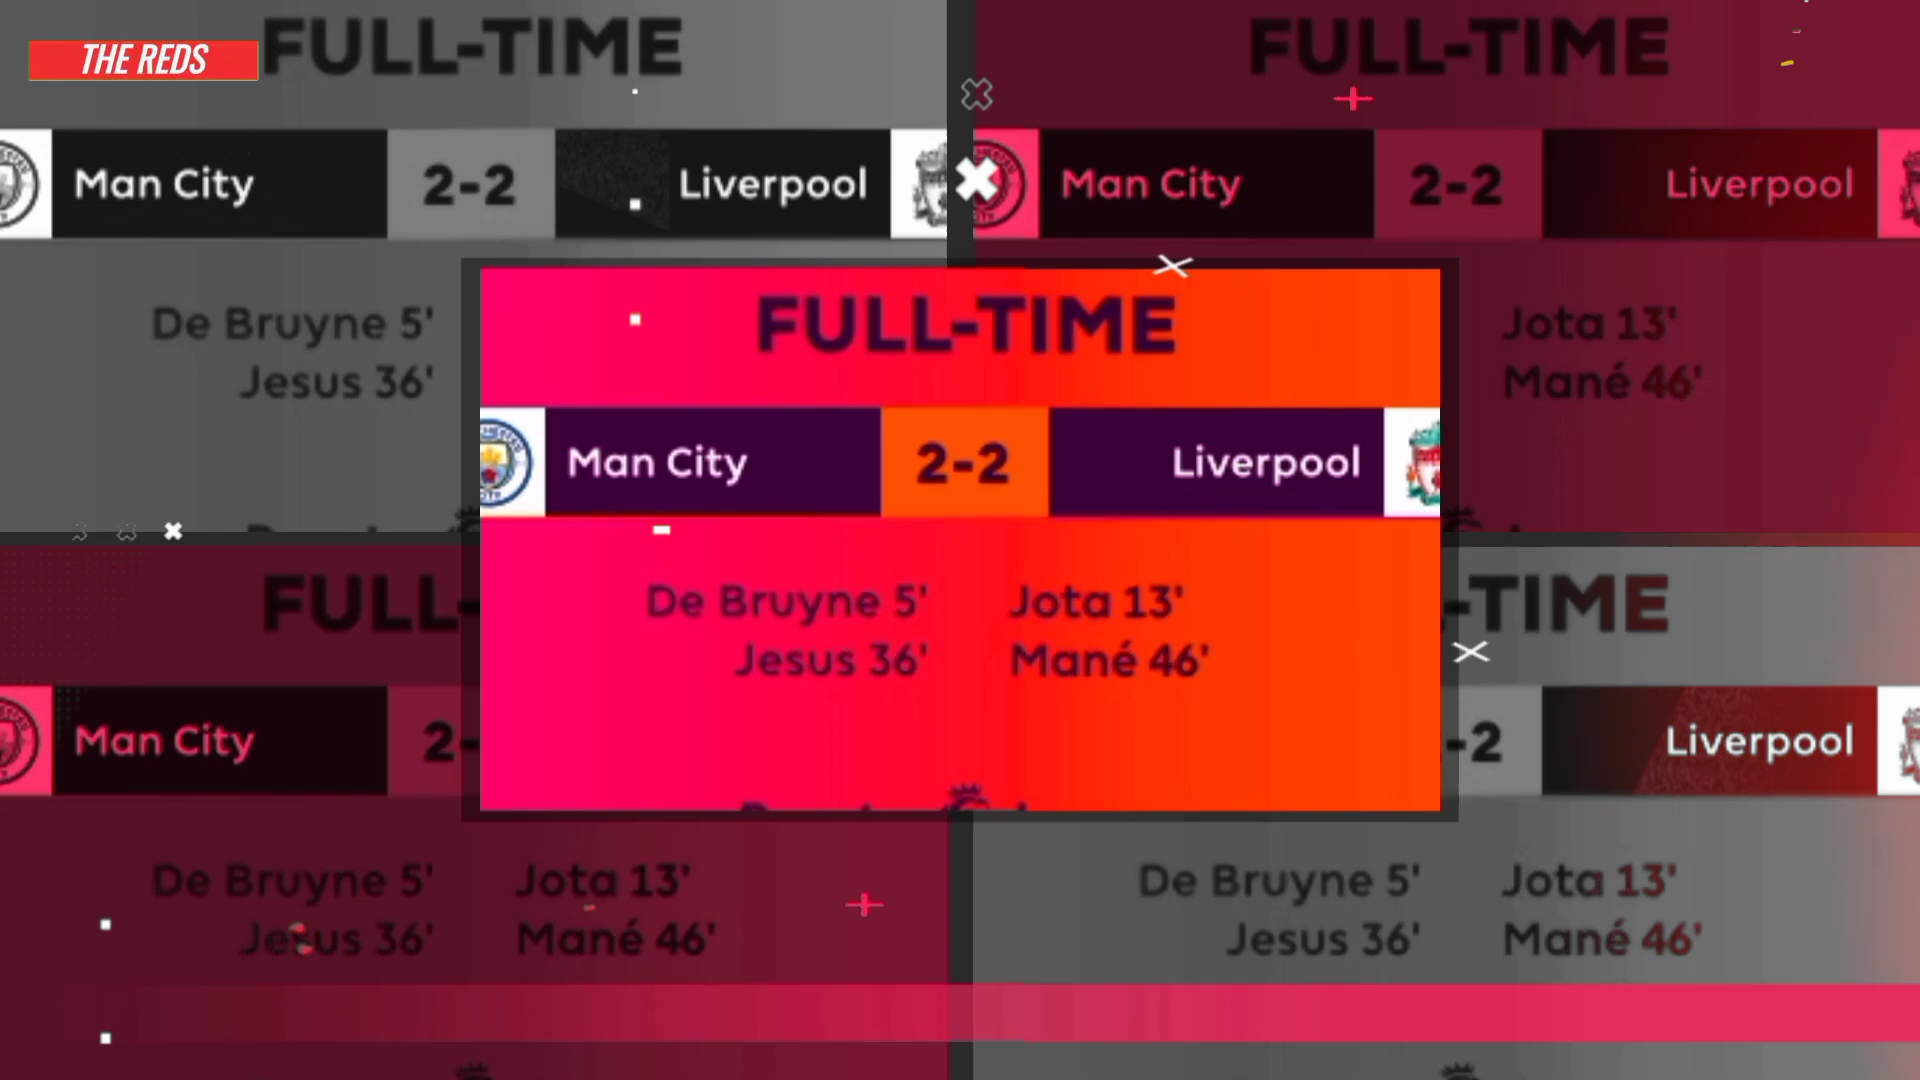 THE REDS
FULL-TIME
Man City 2-2 Liverpool
De Bruyne 5'
Jesus 36'
FULL-TIME
Man City 2-2 Liverpool
Jota 13'
Mané 46'
FULL-TIME
Man City 2-2 Liverpool
De Bruyne 5' Jota 13'
Jesus 36' Mané 46'
FULL-
Man City 2-
De Bruyne 5' Jota 13'
Jesus 36' Mané 46'
-TIME
-2 Liverpool
De Bruyne 5' Jota 13'
Jesus 36' Mané 46'